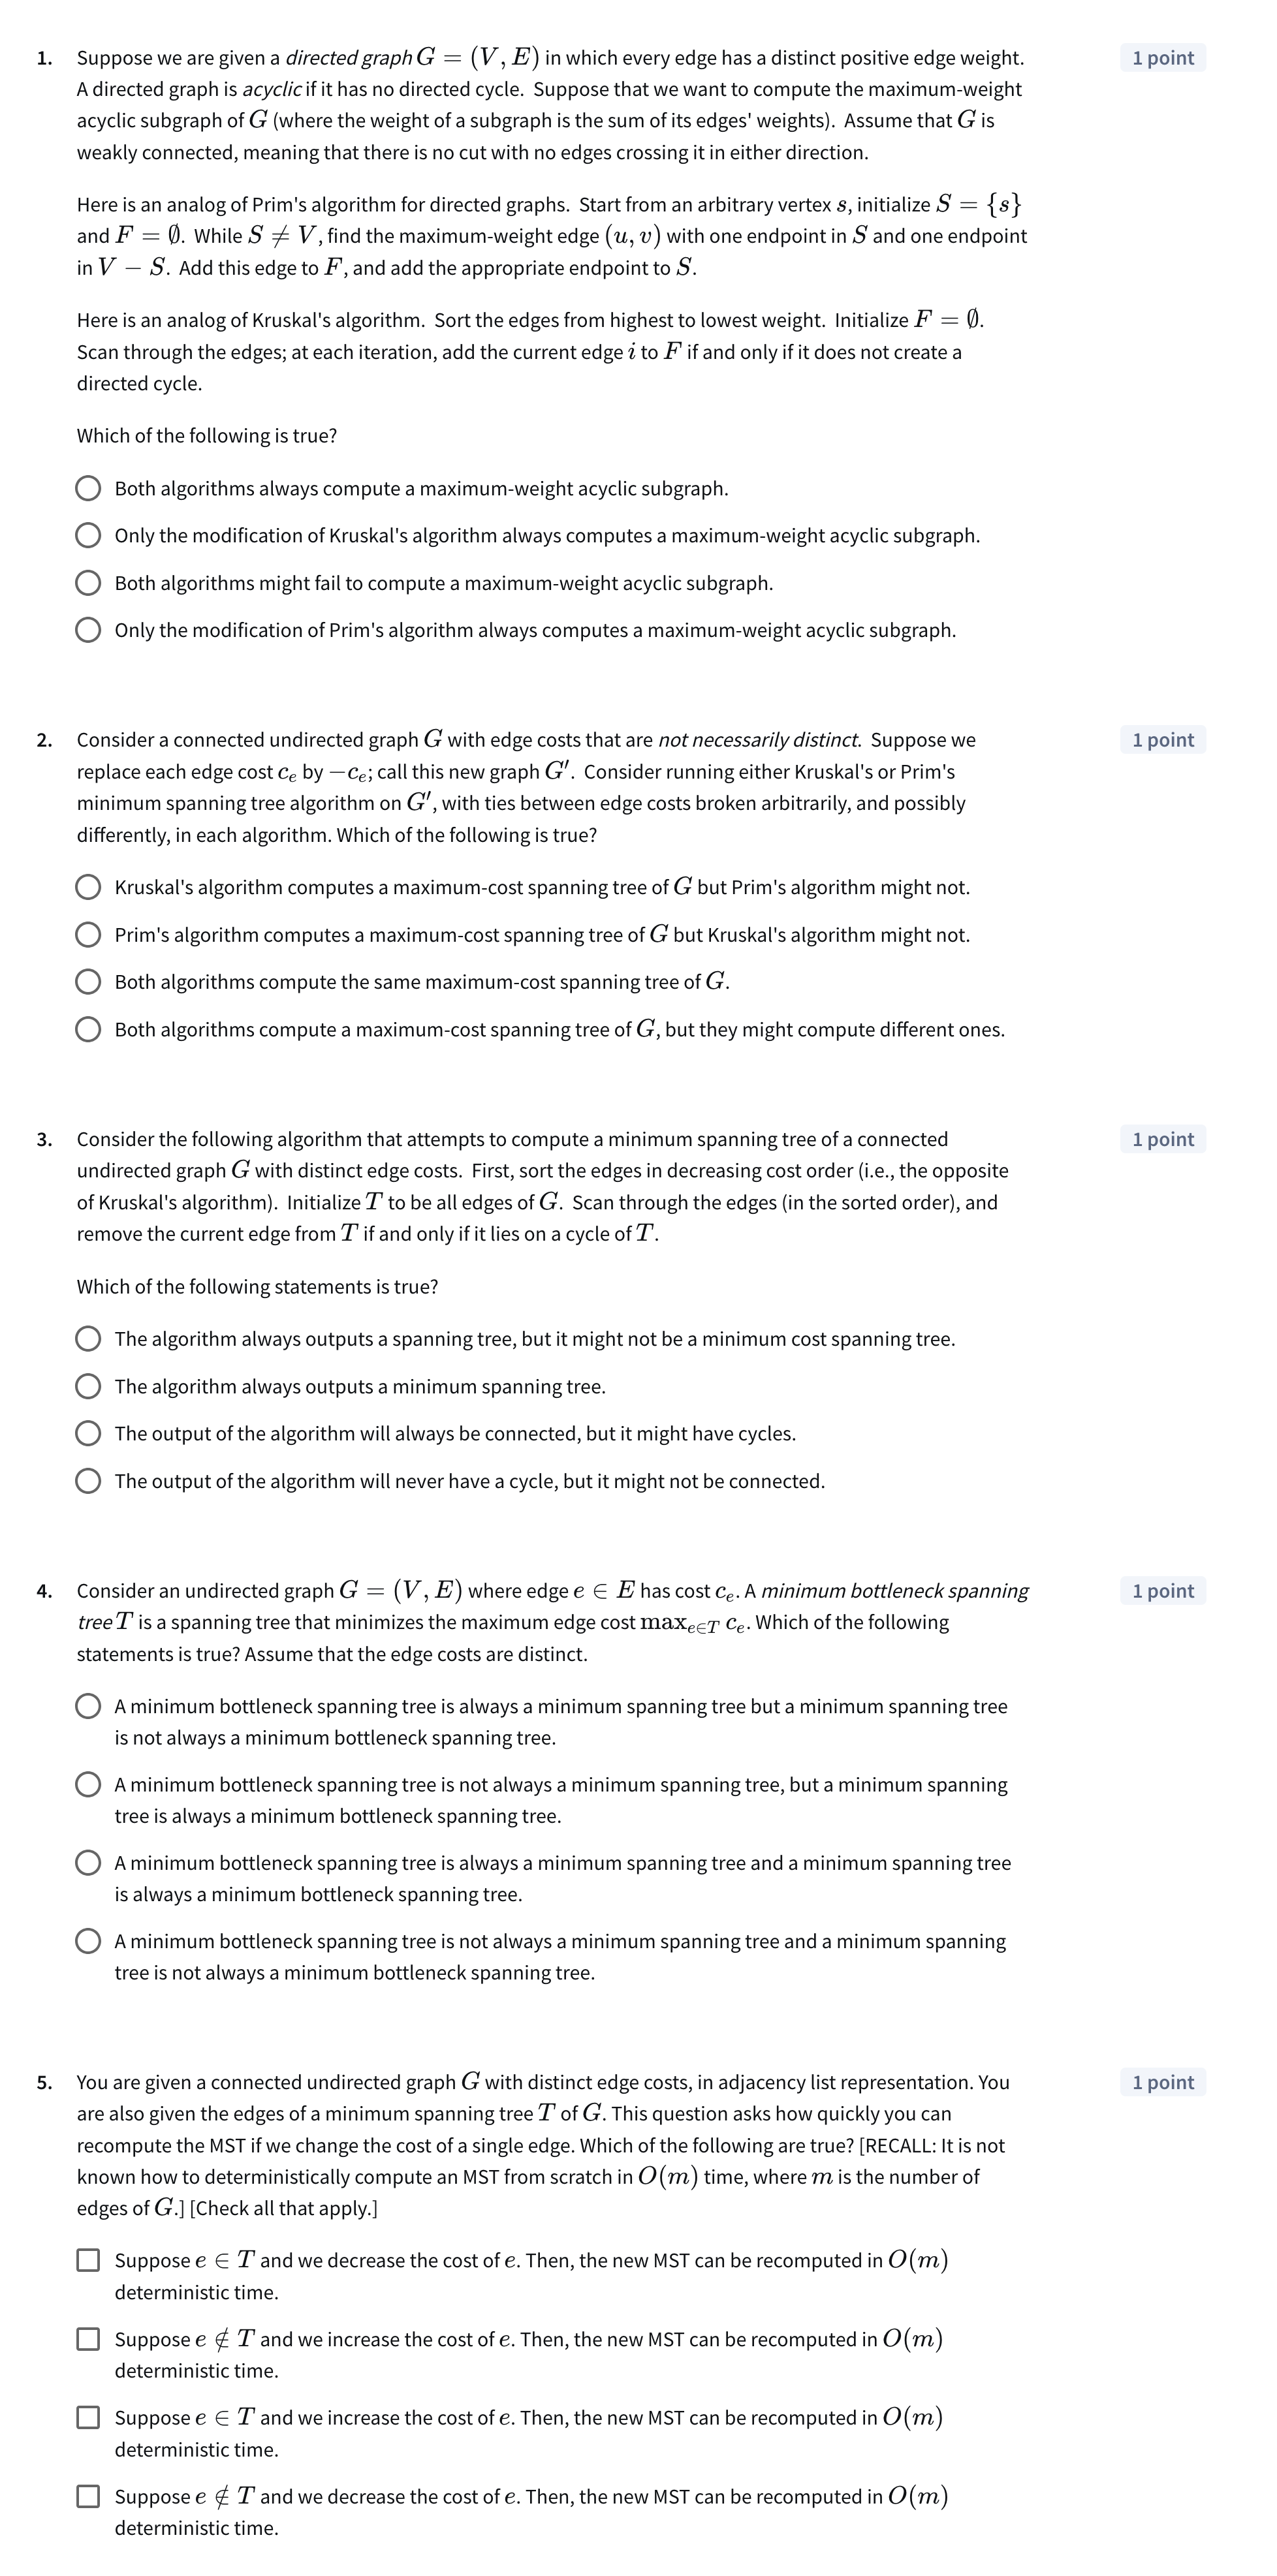 1. Suppose we are given a directed graph G = (V, E) in which every edge has a distinct positive edge weight. 1 point
A directed graph is acyclic if it has no directed cycle. Suppose that we want to compute the maximum-weight
acyclic subgraph of G (where the weight of a subgraph is the sum of its edges' weights). Assume that G is
weakly connected, meaning that there is no cut with no edges crossing it in either direction.
Here is an analog of Prim's algorithm for directed graphs. Start from an arbitrary vertex s, initialize S = {s}
and F = ∅. While S ≠ V, find the maximum-weight edge (u, v) with one endpoint in S and one endpoint
in V − S. Add this edge to F, and add the appropriate endpoint to S.
Here is an analog of Kruskal's algorithm. Sort the edges from highest to lowest weight. Initialize F = ∅.
Scan through the edges; at each iteration, add the current edge i to F if and only if it does not create a
directed cycle.
Which of the following is true?
Both algorithms always compute a maximum-weight acyclic subgraph.
Only the modification of Kruskal's algorithm always computes a maximum-weight acyclic subgraph.
Both algorithms might fail to compute a maximum-weight acyclic subgraph.
Only the modification of Prim's algorithm always computes a maximum-weight acyclic subgraph.
2. Consider a connected undirected graph G with edge costs that are not necessarily distinct. Suppose we 1 point
replace each edge cost cₑ by −cₑ; call this new graph G′. Consider running either Kruskal's or Prim's
minimum spanning tree algorithm on G′, with ties between edge costs broken arbitrarily, and possibly
differently, in each algorithm. Which of the following is true?
Kruskal's algorithm computes a maximum-cost spanning tree of G but Prim's algorithm might not.
Prim's algorithm computes a maximum-cost spanning tree of G but Kruskal's algorithm might not.
Both algorithms compute the same maximum-cost spanning tree of G.
Both algorithms compute a maximum-cost spanning tree of G, but they might compute different ones.
3. Consider the following algorithm that attempts to compute a minimum spanning tree of a connected 1 point
undirected graph G with distinct edge costs. First, sort the edges in decreasing cost order (i.e., the opposite
of Kruskal's algorithm). Initialize T to be all edges of G. Scan through the edges (in the sorted order), and
remove the current edge from T if and only if it lies on a cycle of T.
Which of the following statements is true?
The algorithm always outputs a spanning tree, but it might not be a minimum cost spanning tree.
The algorithm always outputs a minimum spanning tree.
The output of the algorithm will always be connected, but it might have cycles.
The output of the algorithm will never have a cycle, but it might not be connected.
4. Consider an undirected graph G = (V, E) where edge e ∈ E has cost cₑ. A minimum bottleneck spanning 1 point
tree T is a spanning tree that minimizes the maximum edge cost max_{e∈T} cₑ. Which of the following
statements is true? Assume that the edge costs are distinct.
A minimum bottleneck spanning tree is always a minimum spanning tree but a minimum spanning tree
is not always a minimum bottleneck spanning tree.
A minimum bottleneck spanning tree is not always a minimum spanning tree, but a minimum spanning
tree is always a minimum bottleneck spanning tree.
A minimum bottleneck spanning tree is always a minimum spanning tree and a minimum spanning tree
is always a minimum bottleneck spanning tree.
A minimum bottleneck spanning tree is not always a minimum spanning tree and a minimum spanning
tree is not always a minimum bottleneck spanning tree.
5. You are given a connected undirected graph G with distinct edge costs, in adjacency list representation. You 1 point
are also given the edges of a minimum spanning tree T of G. This question asks how quickly you can
recompute the MST if we change the cost of a single edge. Which of the following are true? [RECALL: It is not
known how to deterministically compute an MST from scratch in O(m) time, where m is the number of
edges of G.] [Check all that apply.]
Suppose e ∈ T and we decrease the cost of e. Then, the new MST can be recomputed in O(m)
deterministic time.
Suppose e ∉ T and we increase the cost of e. Then, the new MST can be recomputed in O(m)
deterministic time.
Suppose e ∈ T and we increase the cost of e. Then, the new MST can be recomputed in O(m)
deterministic time.
Suppose e ∉ T and we decrease the cost of e. Then, the new MST can be recomputed in O(m)
deterministic time.